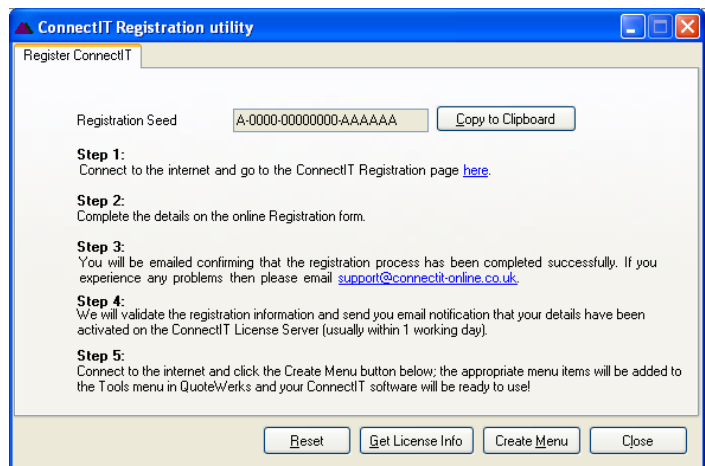 ConnectIT Registration utility
Register ConnectIT
Registration Seed A-0000-00000000-AAAAAA Copy to Clipboard
Step 1:
Connect to the internet and go to the ConnectIT Registration page here.
Step 2:
Complete the details on the online Registration form.
Step 3:
You will be emailed confirming that the registration process has been completed successfully. If you
experience any problems then please email support@connectit-online.co.uk.
Step 4:
We will validate the registration information and send you email notification that your details have been
activated on the ConnectIT License Server (usually within 1 working day).
Step 5:
Connect to the internet and click the Create Menu button below; the appropriate menu items will be added to
the Tools menu in QuoteWerks and your ConnectIT software will be ready to use!
Reset Get License Info Create Menu Close